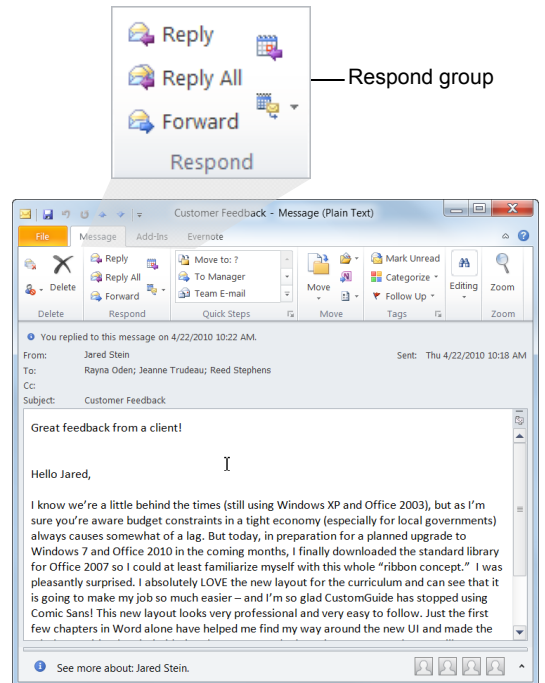 Reply
Reply All
Forward
Respond
Respond group
Customer Feedback - Message (Plain Text)
File Message Add-Ins Evernote
Delete
Reply
Reply All
Forward
Move to: ?
To Manager
Team E-mail
Move
Mark Unread
Categorize
Follow Up
Editing
Zoom
Delete Respond Quick Steps Move Tags Zoom
You replied to this message on 4/22/2010 10:22 AM.
From: Jared Stein Sent: Thu 4/22/2010 10:18 AM
To: Rayna Oden; Jeanne Trudeau; Reed Stephens
Cc:
Subject: Customer Feedback
Great feedback from a client!
Hello Jared,
I know we're a little behind the times (still using Windows XP and Office 2003), but as I'm
sure you're aware budget constraints in a tight economy (especially for local governments)
always causes somewhat of a lag. But today, in preparation for a planned upgrade to
Windows 7 and Office 2010 in the coming months, I finally downloaded the standard library
for Office 2007 so I could at least familiarize myself with this whole "ribbon concept." I was
pleasantly surprised. I absolutely LOVE the new layout for the curriculum and can see that it
is going to make my job so much easier – and I'm so glad CustomGuide has stopped using
Comic Sans! This new layout looks very professional and very easy to follow. Just the first
few chapters in Word alone have helped me find my way around the new UI and made the
See more about: Jared Stein.